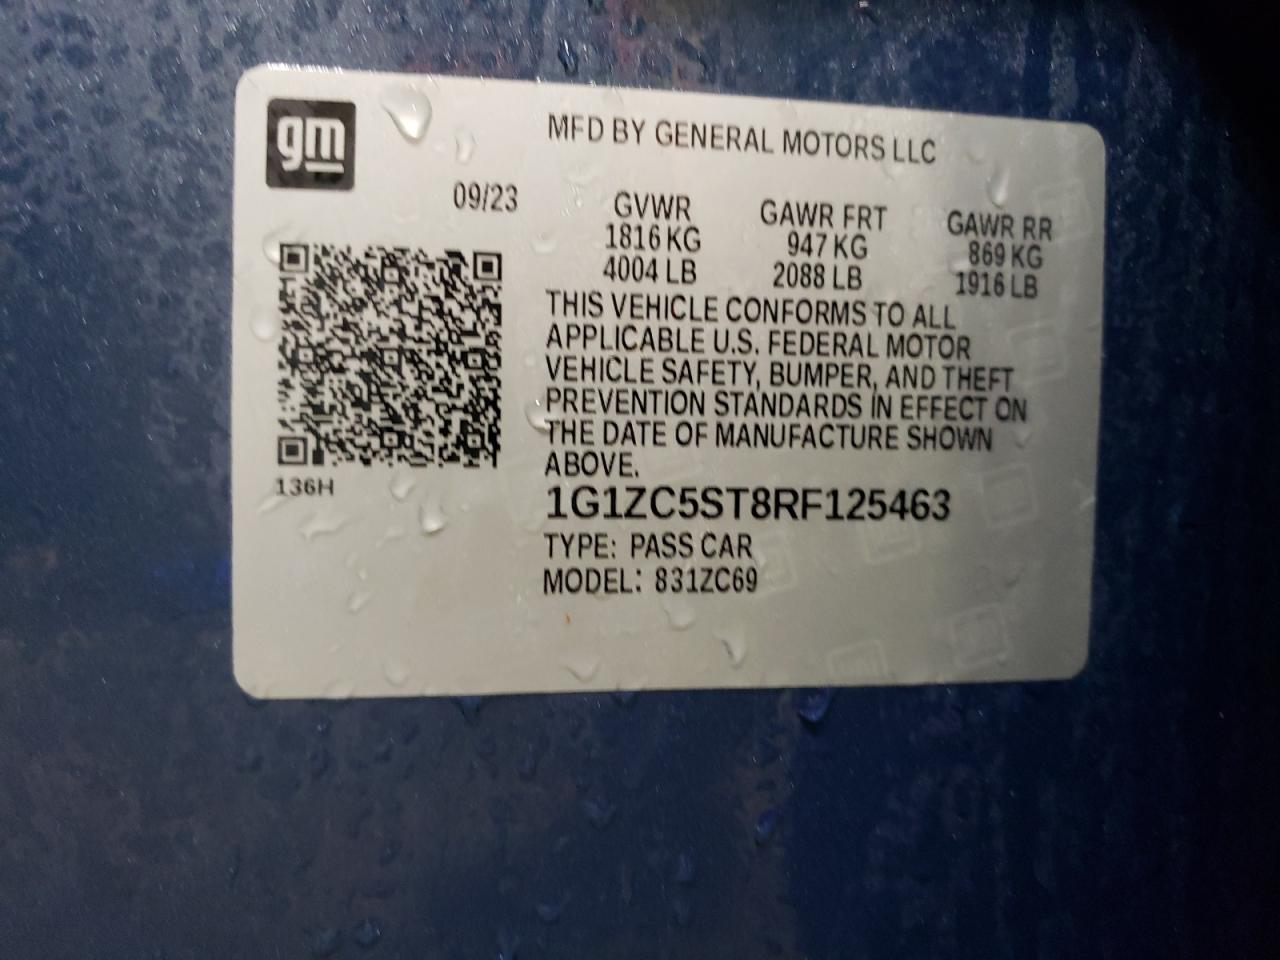 gm
MFD BY GENERAL MOTORS LLC
09/23
GVWR GAWR FRT GAWR RR
1816 KG 947 KG 869 KG
4004 LB 2088 LB 1916 LB
THIS VEHICLE CONFORMS TO ALL
APPLICABLE U.S. FEDERAL MOTOR
VEHICLE SAFETY, BUMPER, AND THEFT
PREVENTION STANDARDS IN EFFECT ON
THE DATE OF MANUFACTURE SHOWN
ABOVE.
136H
1G1ZC5ST8RF125463
TYPE: PASS CAR
MODEL: 831ZC69